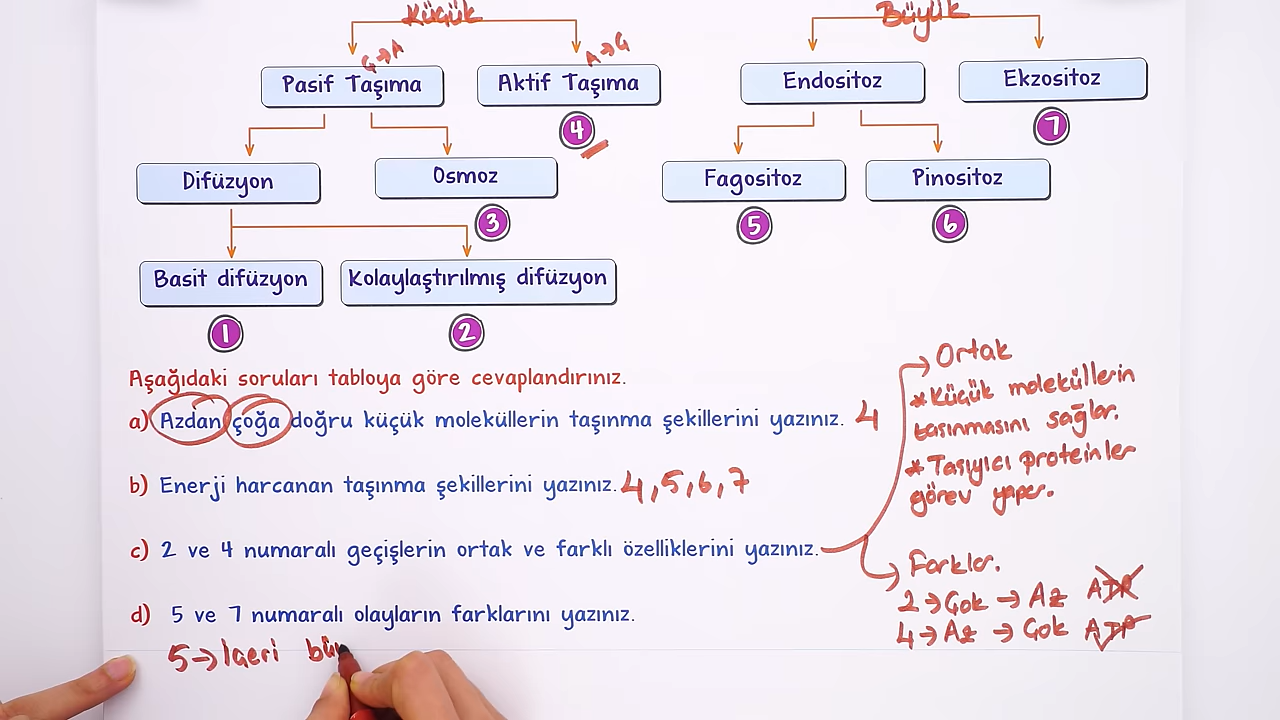 Küçük
Büyük
Ç→A
A→Ç
Pasif Taşıma
Aktif Taşıma
Endositoz
Ekzositoz
4
7
Difüzyon
Osmoz
Fagositoz
Pinositoz
3
5
6
Basit difüzyon
Kolaylaştırılmış difüzyon
1
2
Aşağıdaki soruları tabloya göre cevaplandırınız.
a) Azdan çoğa doğru küçük moleküllerin taşınma şekillerini yazınız. 4
b) Enerji harcanan taşınma şekillerini yazınız. 4,5,6,7
c) 2 ve 4 numaralı geçişlerin ortak ve farklı özelliklerini yazınız.
→ Ortak
*Küçük moleküllerin
taşınmasını sağlar.
*Taşıyıcı proteinler
görev yapar.
→ Farklar.
2→Çok → Az ATP
4→Az → Çok ATP
d) 5 ve 7 numaralı olayların farklarını yazınız.
5→İçeri bü